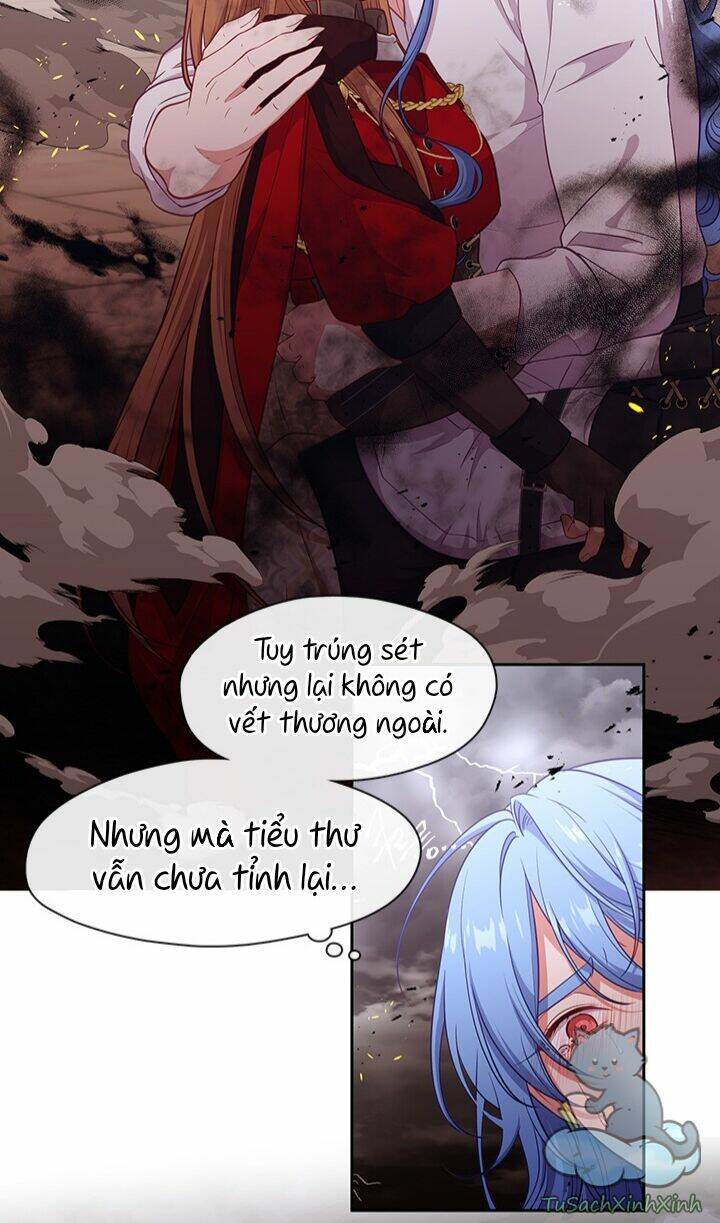 Tuy trúng sét
nhưng lại không có
vết thương ngoài.
Nhưng mà tiểu thư
vẫn chưa tỉnh lại...
TuSachXinhXinh